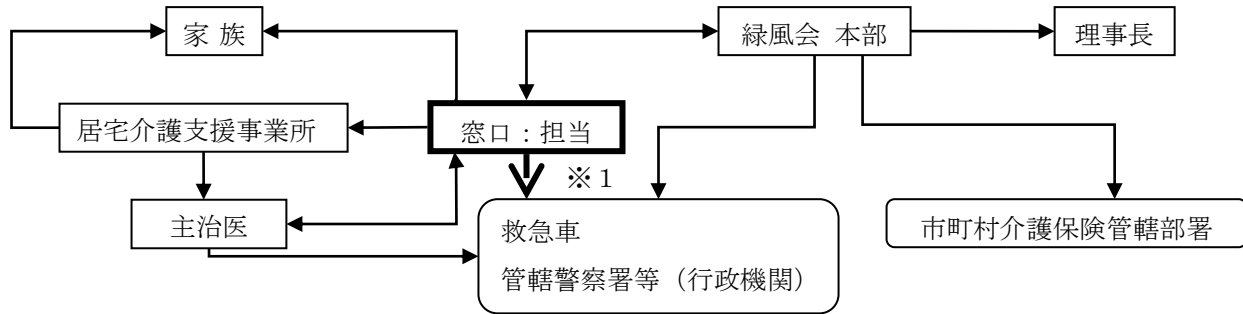 家 族
緑風会 本部
理事長
居宅介護支援事業所
窓口：担当
※１
主治医
救急車
管轄警察署等（行政機関）
市町村介護保険管轄部署